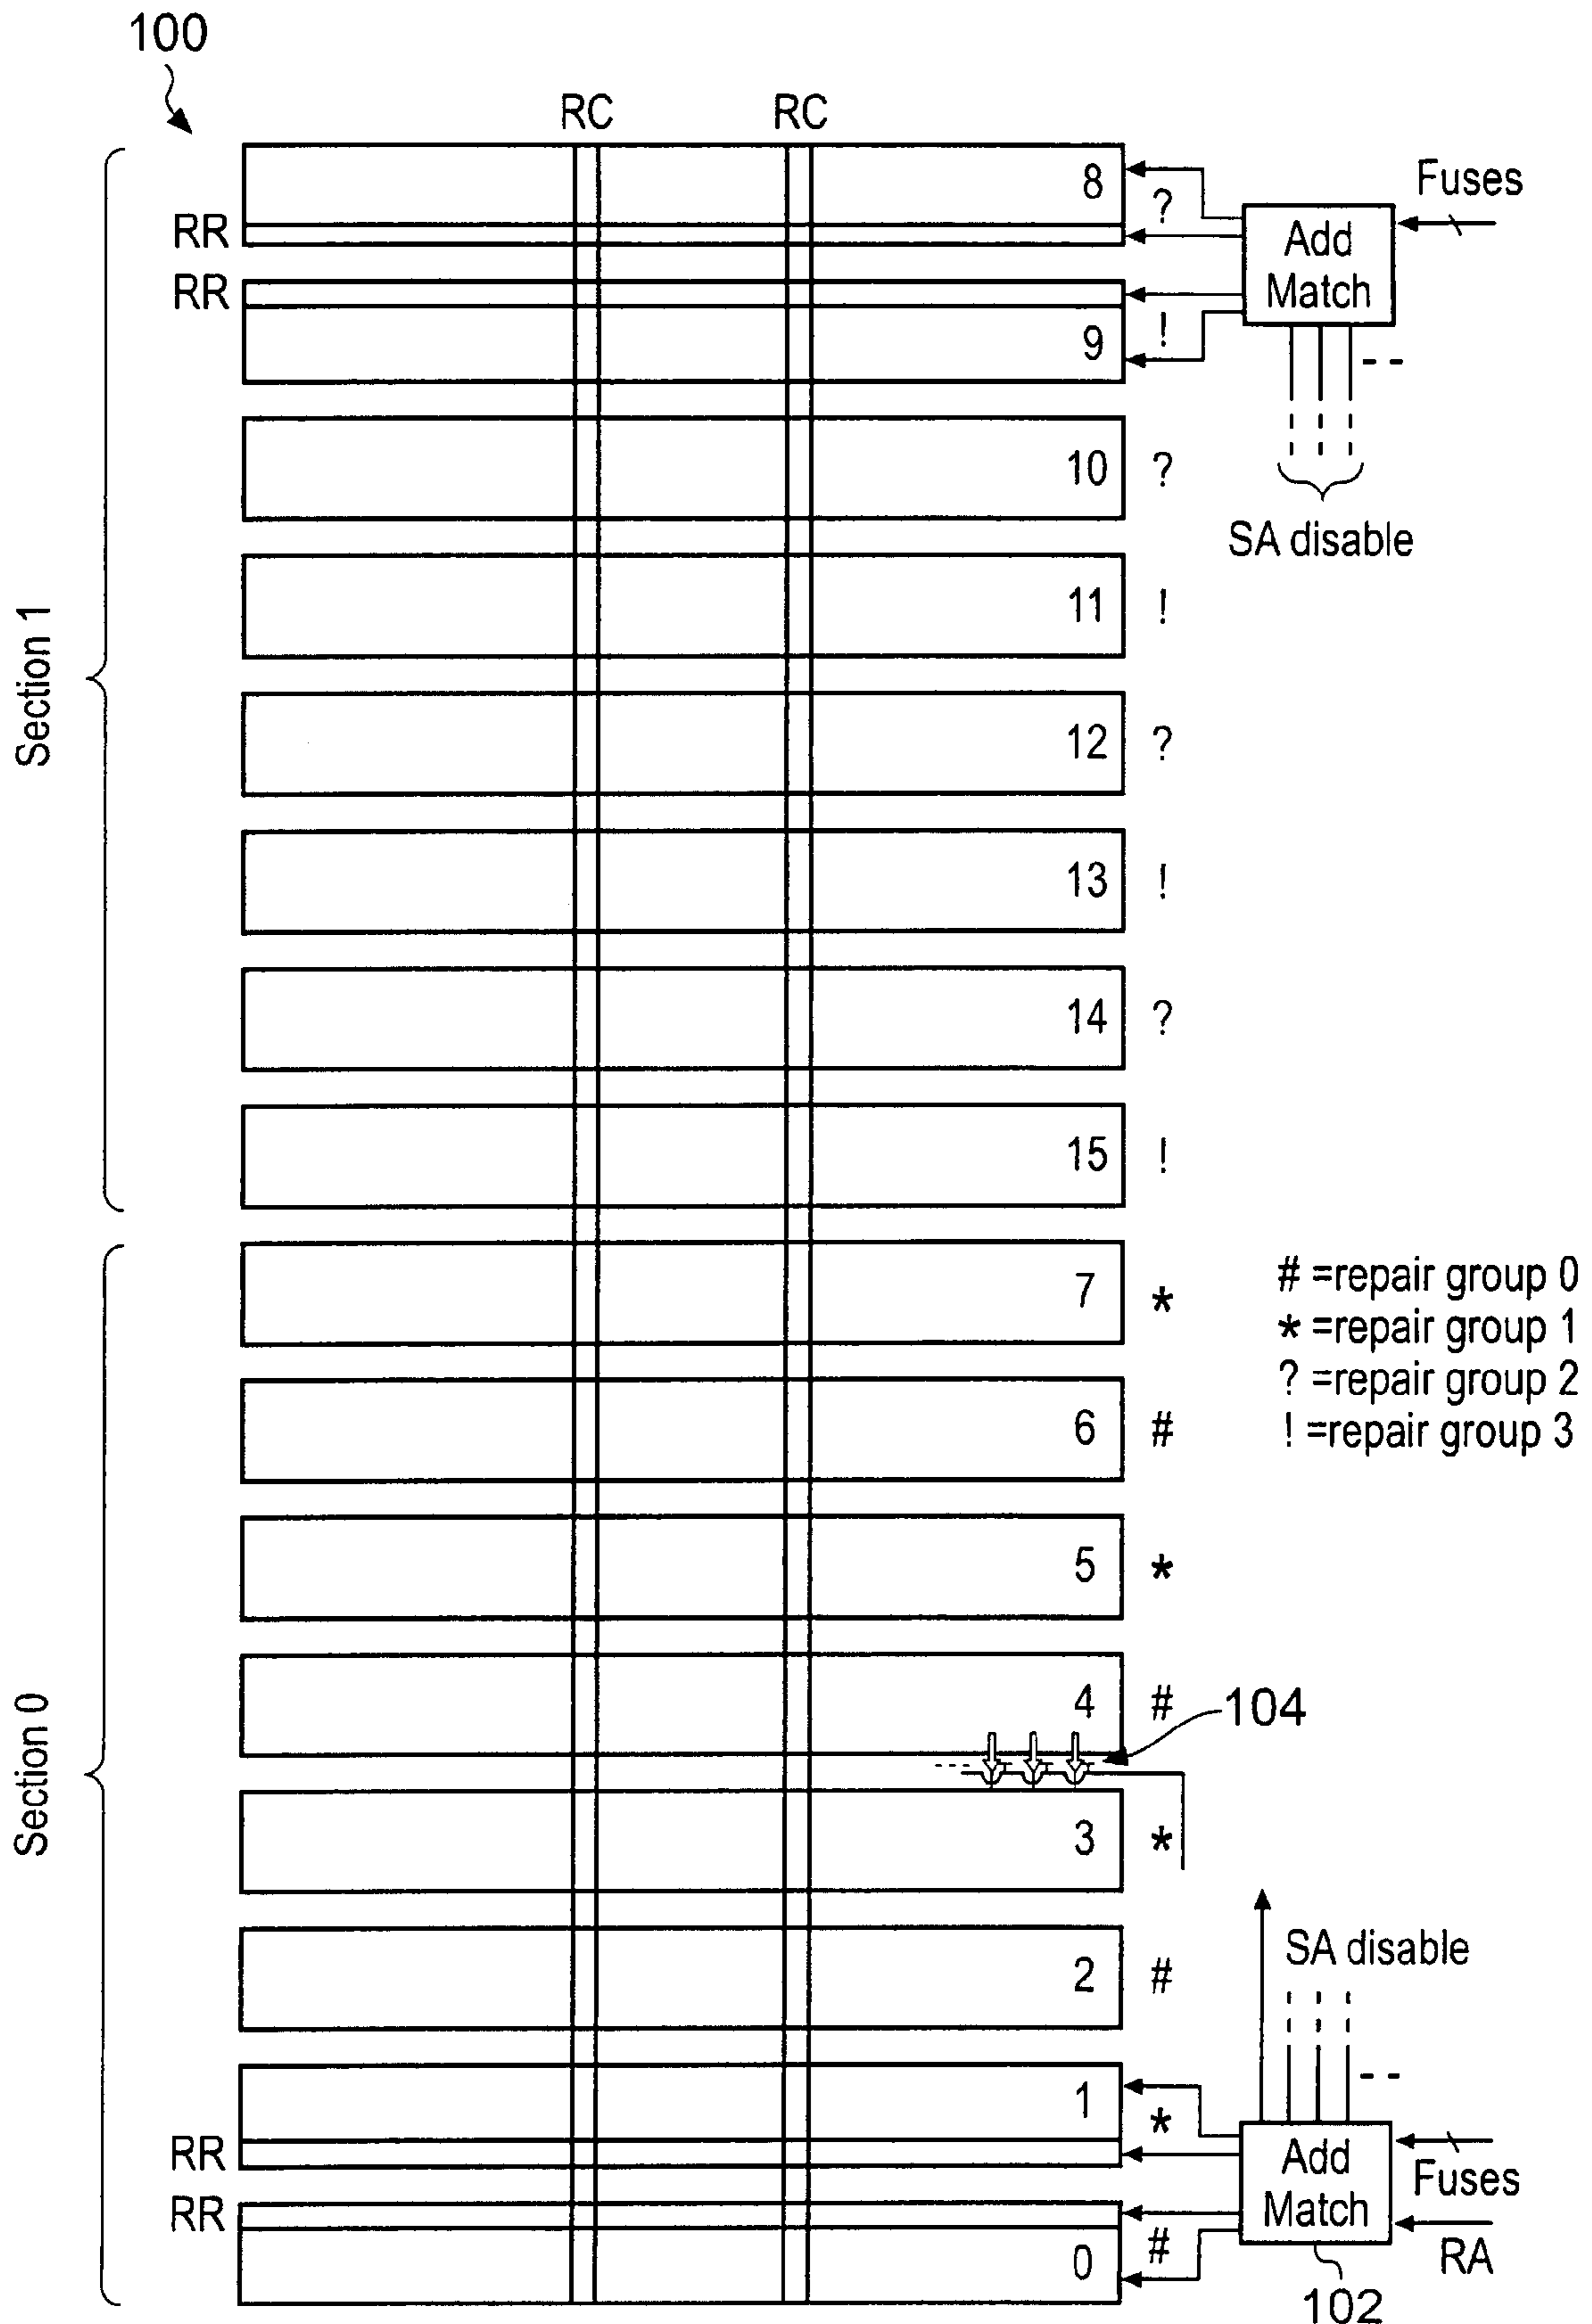 100
RC RC
8 ? Fuses
RR
Add
Match
RR
9 !
10 ?
SA disable
11 !
Section 1
12 ?
13 !
14 ?
15 !
7 *
# =repair group 0
* =repair group 1
? =repair group 2
! =repair group 3
6 #
5 *
4 #
104
Section 0
3 *
SA disable
2 #
1 *
RR
Add
Match
Fuses
RR
0 #
RA
102